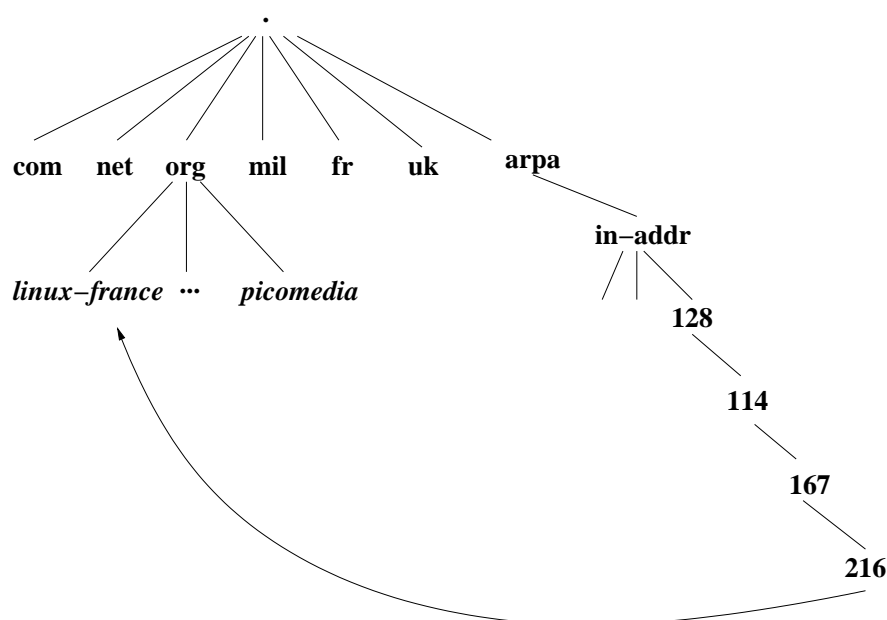 .
com net org mil fr uk arpa
in−addr
linux−france ... picomedia
128
114
167
216